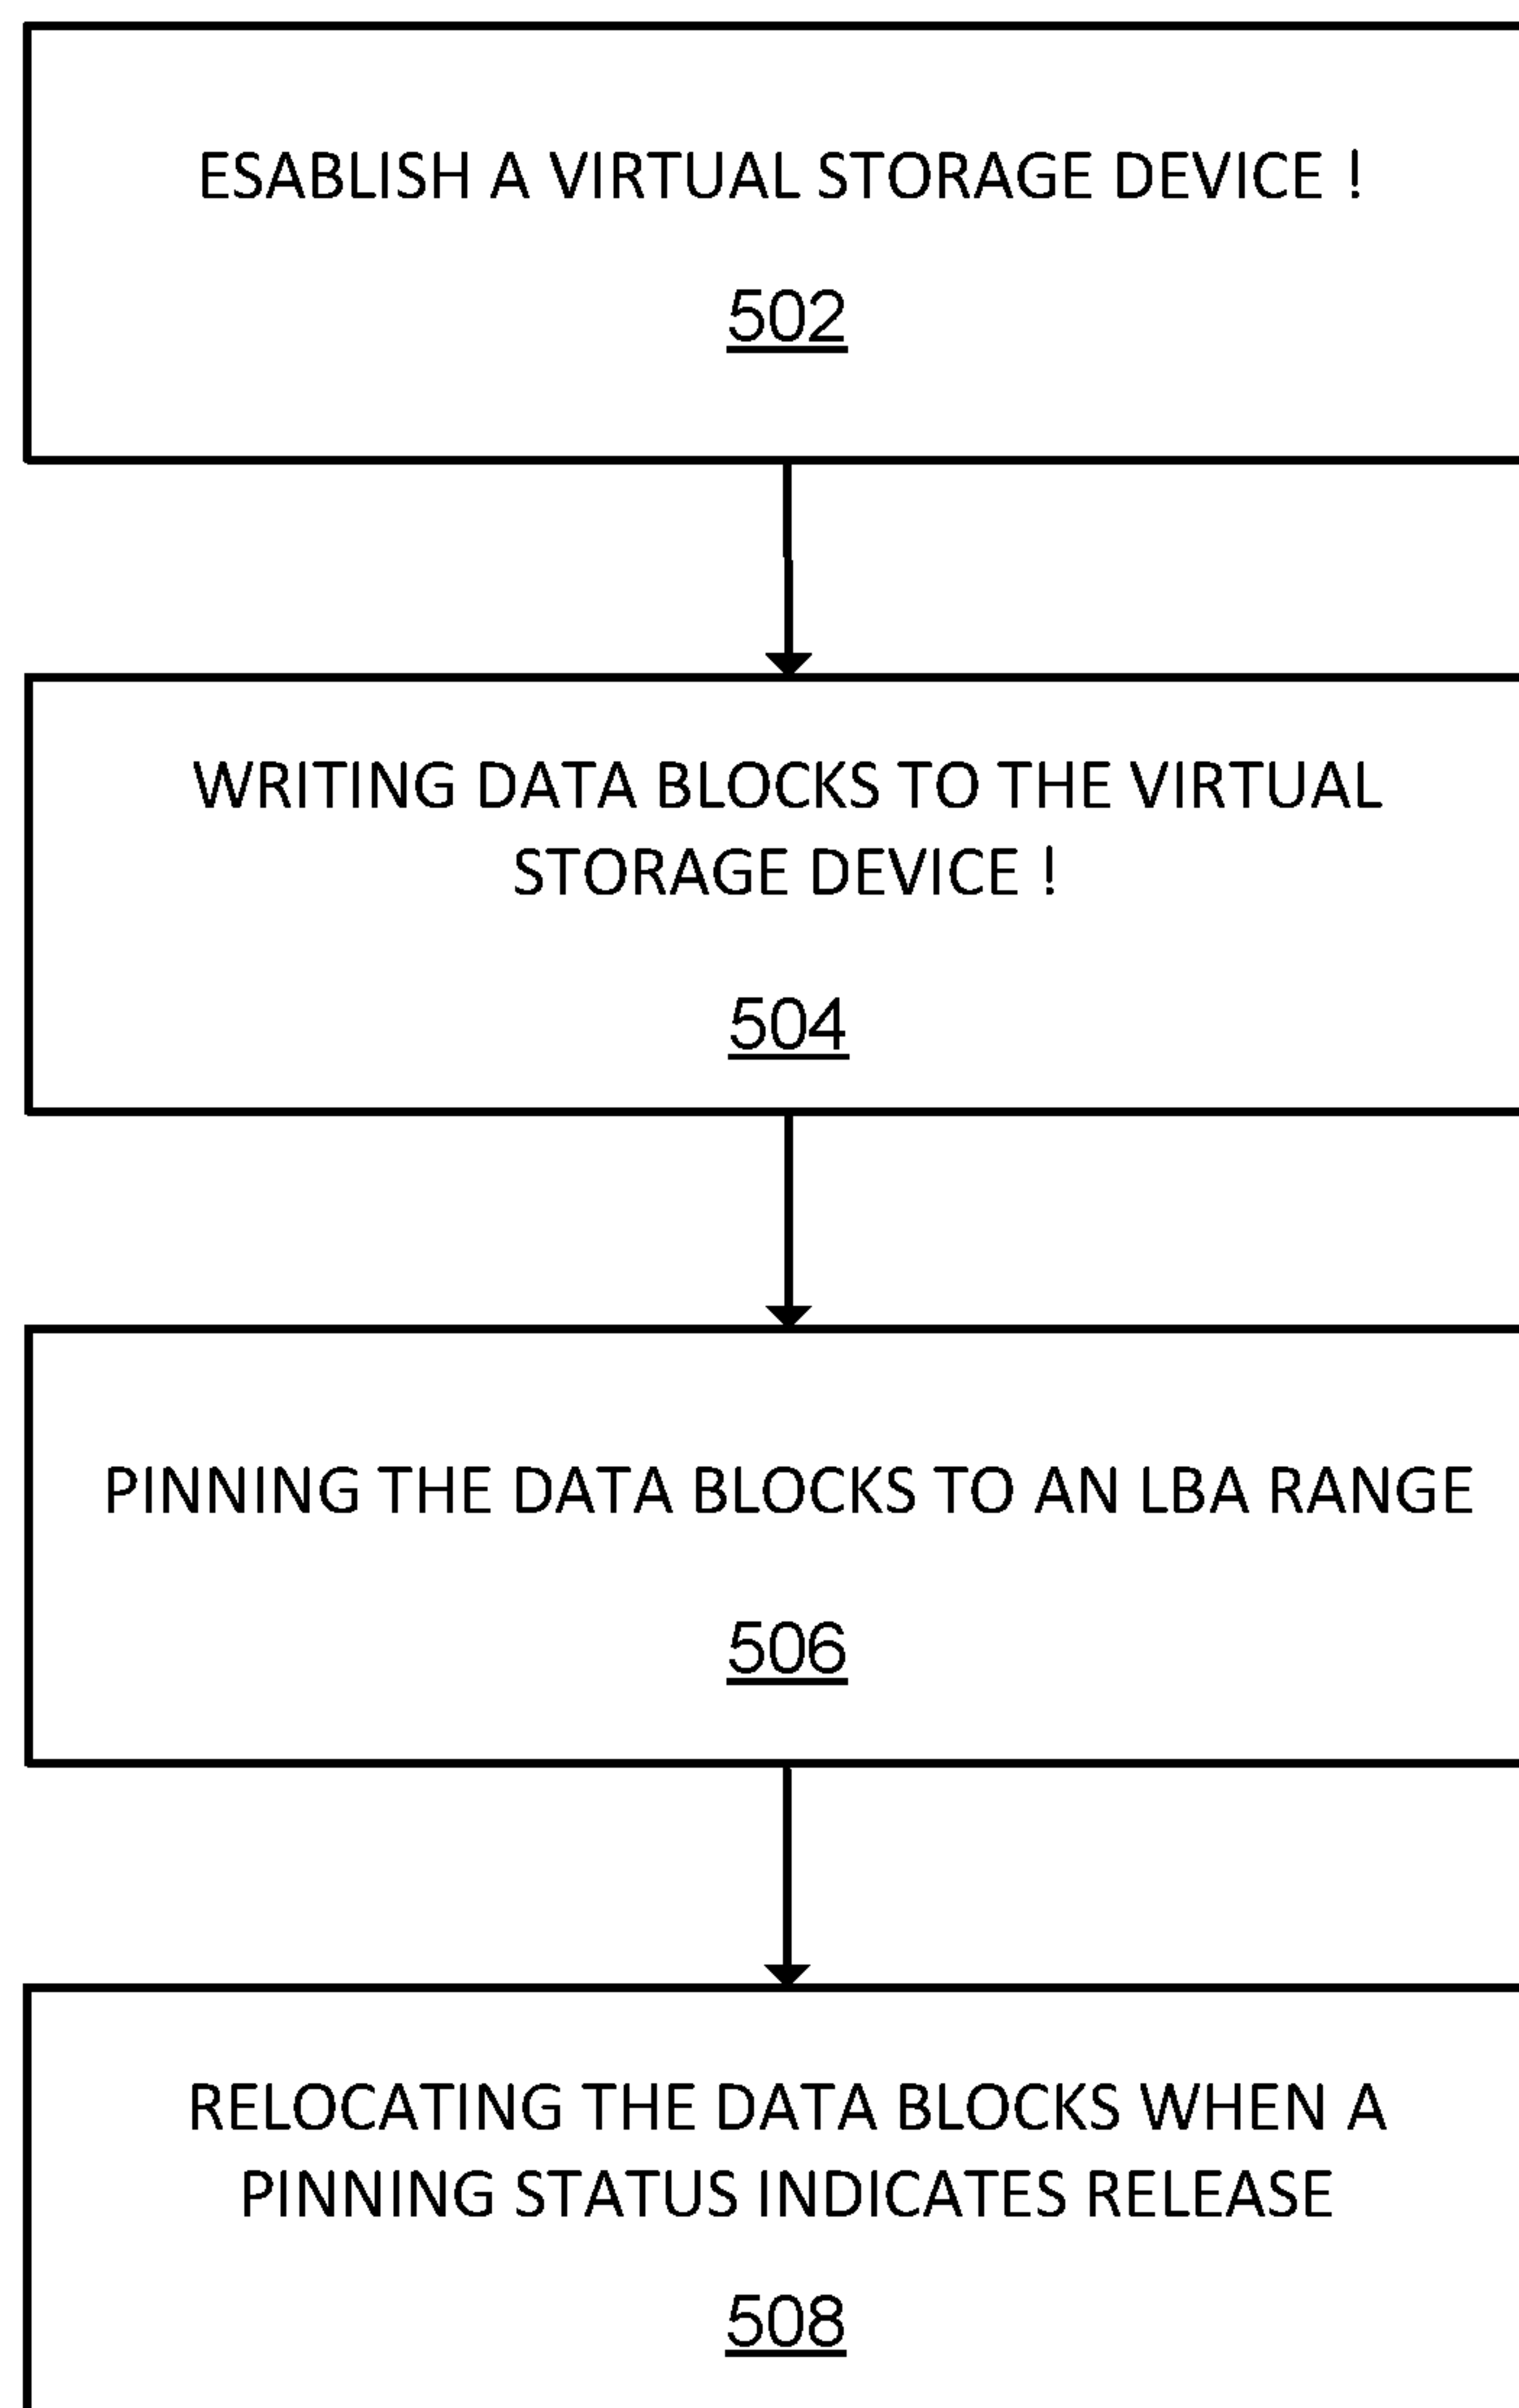 ESABLISH A VIRTUAL STORAGE DEVICE !
502
WRITING DATA BLOCKS TO THE VIRTUAL
STORAGE DEVICE !
504
PINNING THE DATA BLOCKS TO AN LBA RANGE
506
RELOCATING THE DATA BLOCKS WHEN A
PINNING STATUS INDICATES RELEASE
508